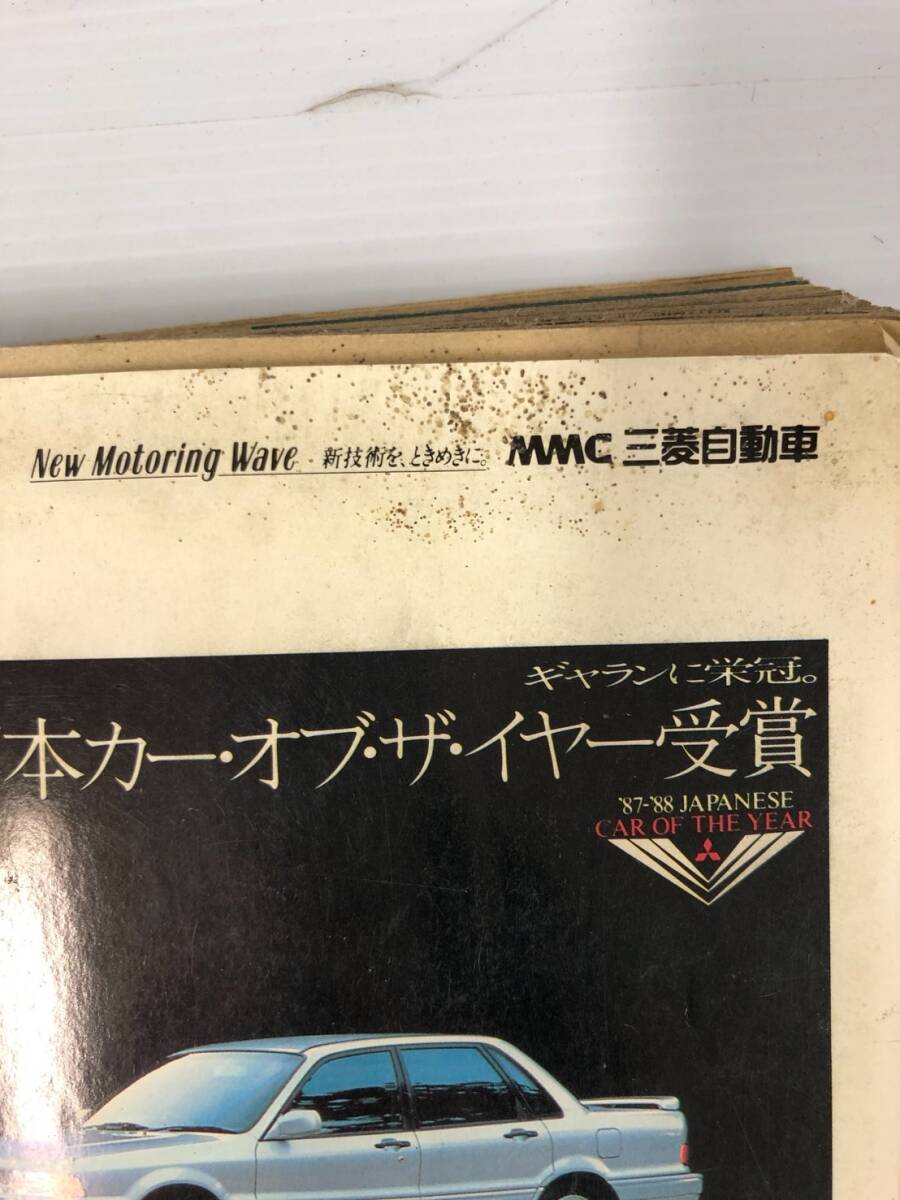 New Motoring Wave 新技術を、ときめきに。 MMC 三菱自動車
ギャランに栄冠。
本カー・オブ・ザ・イヤー受賞
'87-'88 JAPANESE
CAR OF THE YEAR